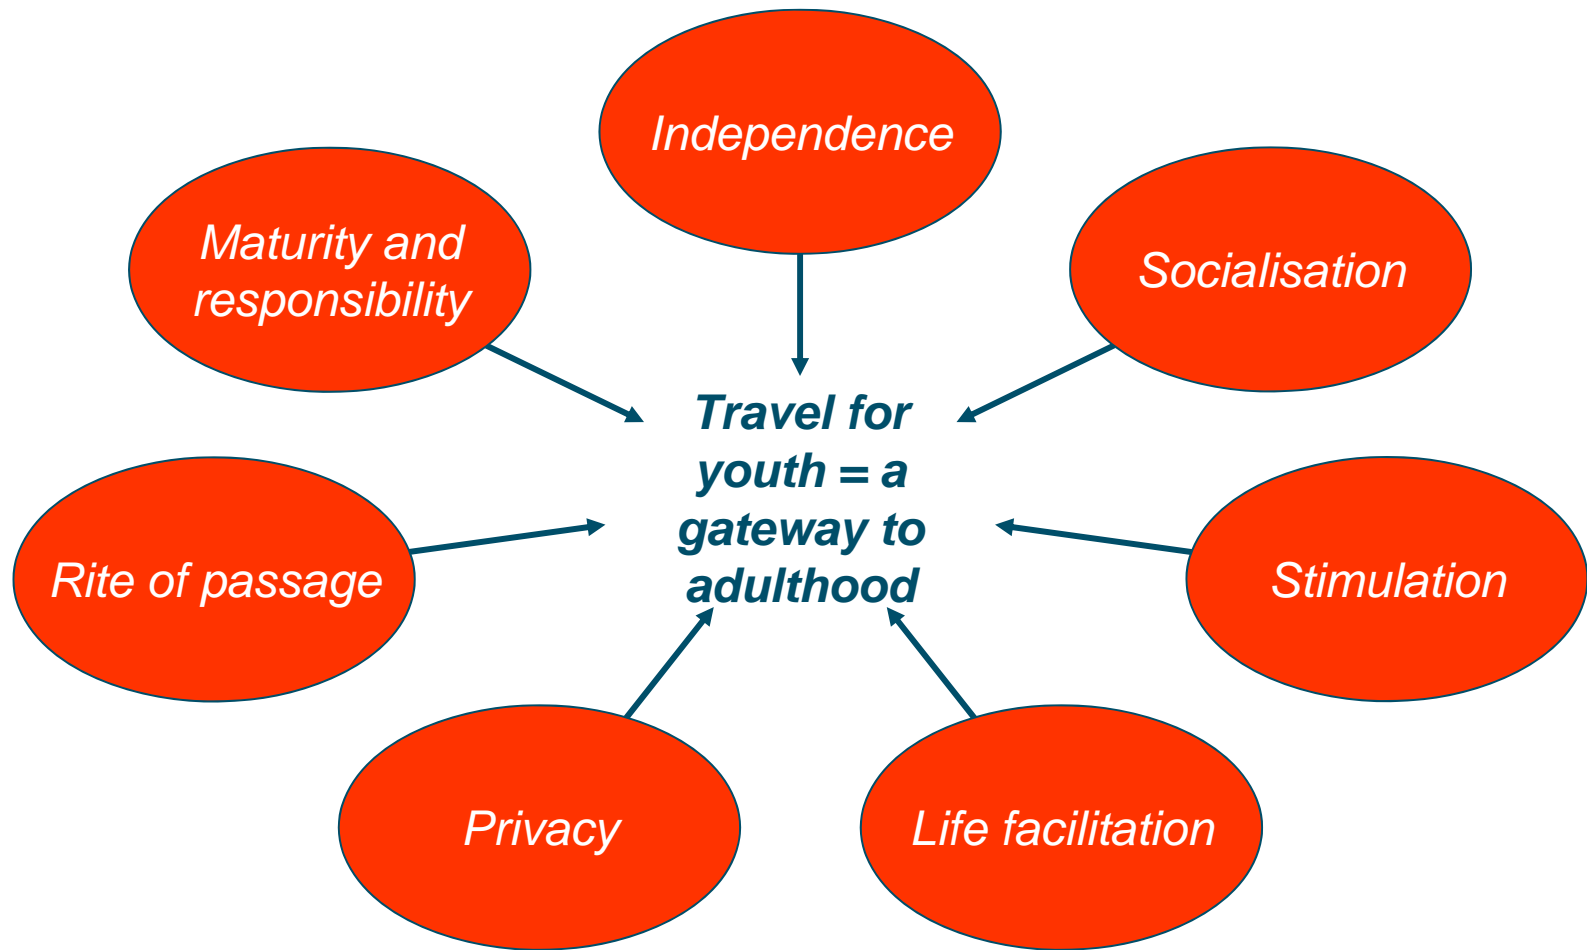 Independence
Maturity and
responsibility
Socialisation
Travel for
youth = a
gateway to
adulthood
Rite of passage
Stimulation
Privacy
Life facilitation